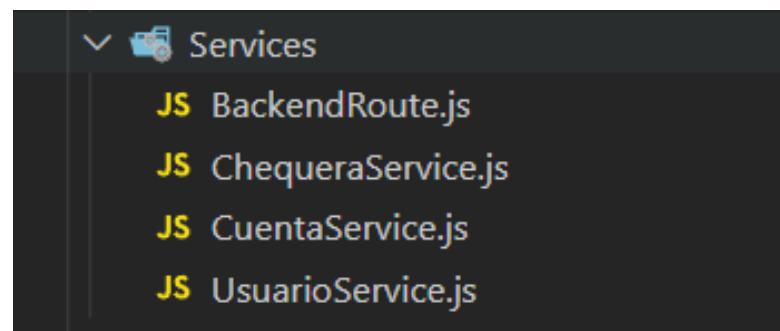 Services
JS BackendRoute.js
JS ChequeraService.js
JS CuentaService.js
JS UsuarioService.js